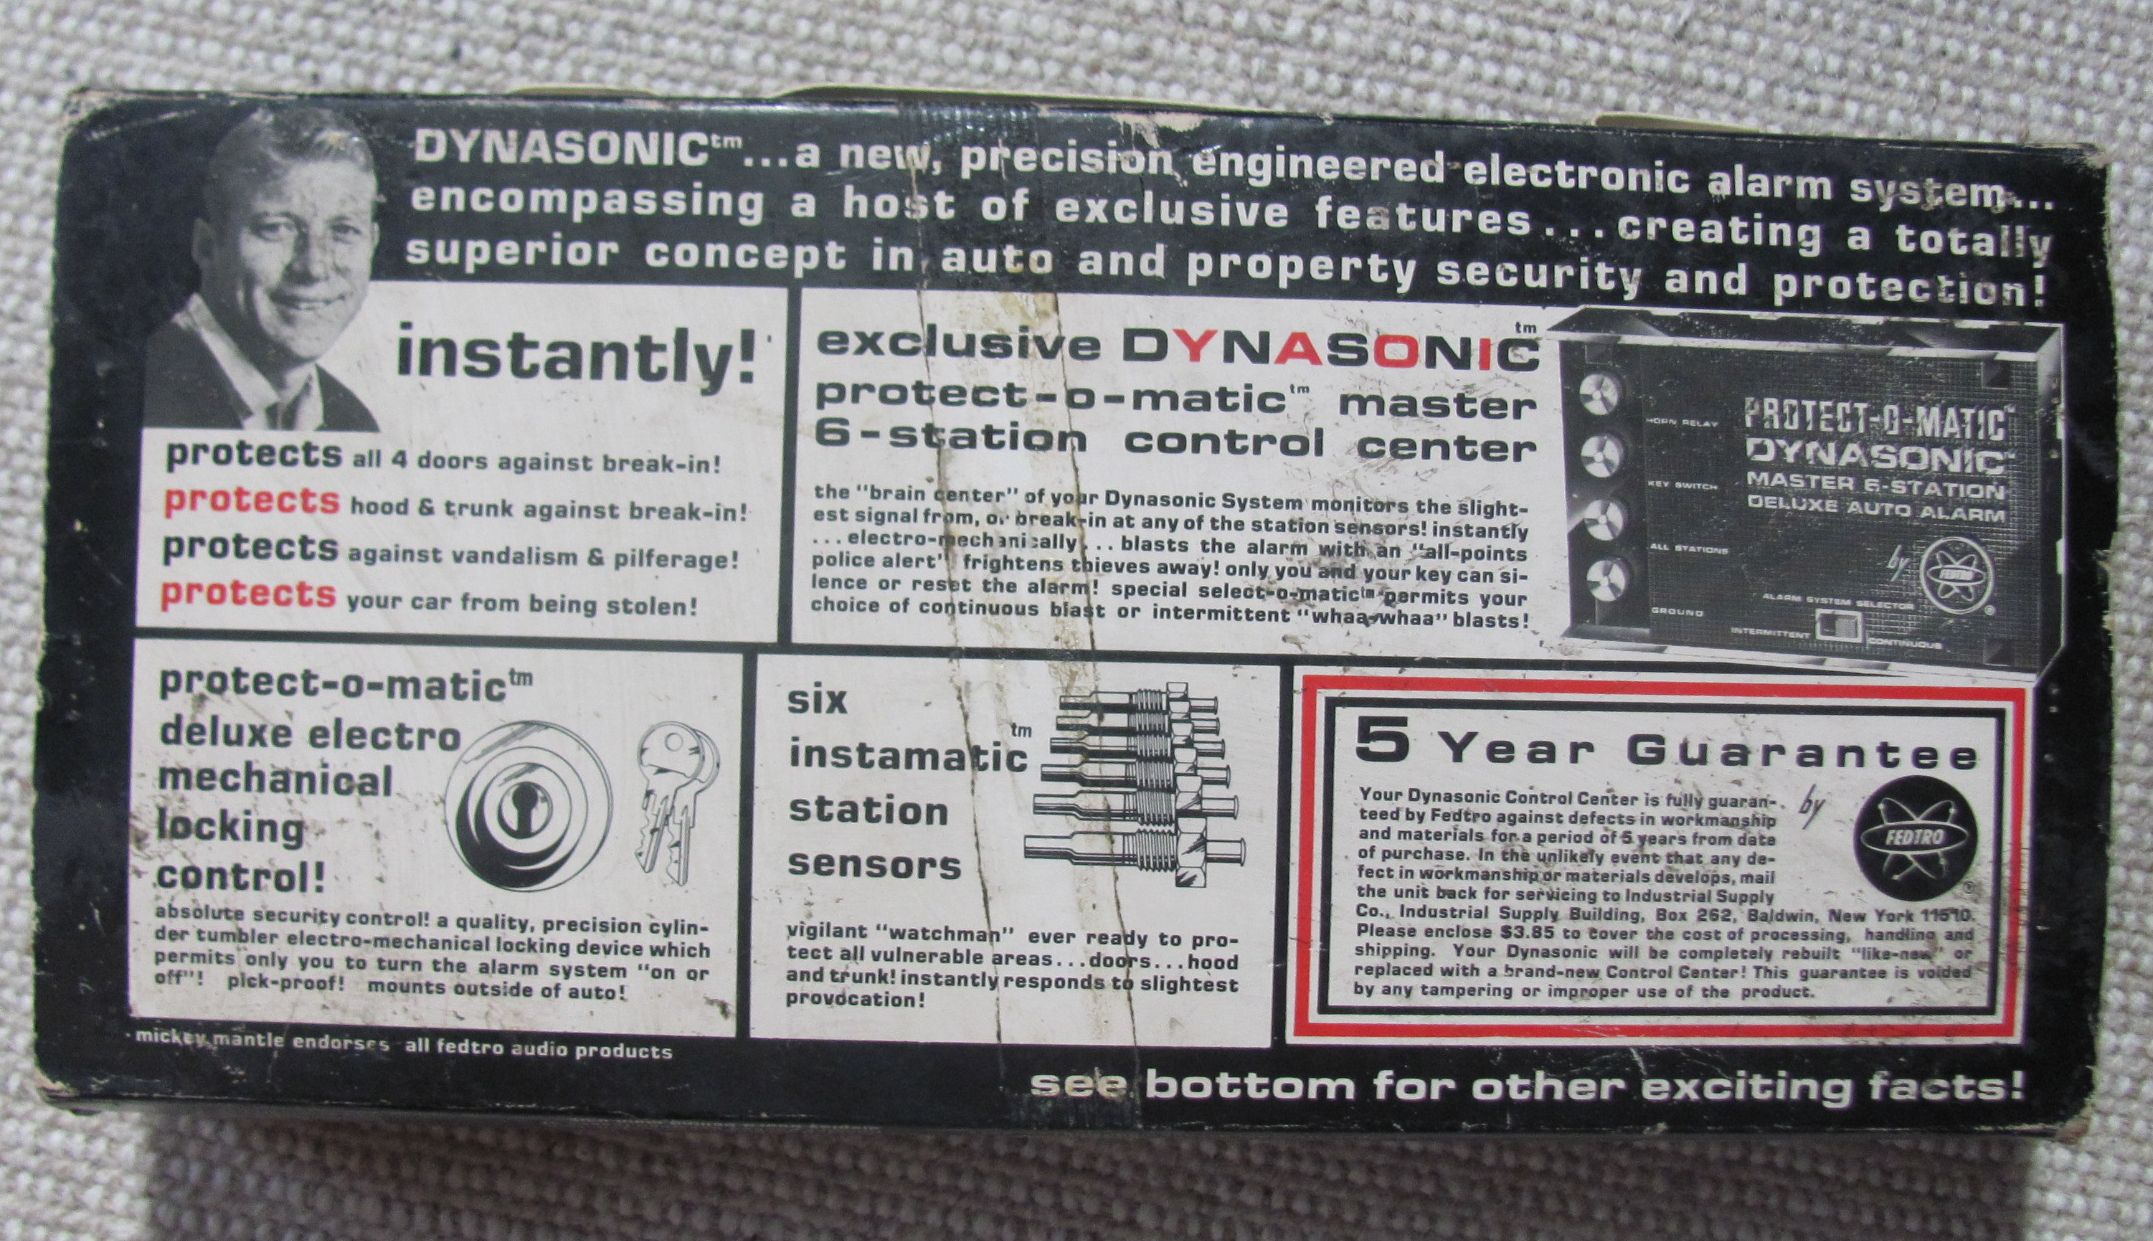 DYNASONIC™...a new, precision engineered electronic alarm system...
encompassing a host of exclusive features...creating a totally
superior concept in auto and property security and protection!
instantly!
protects all 4 doors against break-in!
protects hood & trunk against break-in!
protects against vandalism & pilferage!
protects your car from being stolen!
exclusive DYNASONIC™
protect-o-matic™ master
6-station control center
the "brain center" of your Dynasonic System monitors the slight-
est signal from, or break-in at any of the station sensors! instantly
...electro-mechanically...blasts the alarm with an "all-points
police alert" frightens thieves away! only you and your key can si-
lence or reset the alarm! special select-o-matic™ permits your
choice of continuous blast or intermittent "whaa-whaa" blasts!
HORN RELAY
KEY SWITCH
ALL STATIONS
GROUND
PROTECT-O-MATIC™
DYNASONIC™
MASTER 6-STATION
DELUXE AUTO ALARM
by FEDTRO ®
ALARM SYSTEM SELECTOR
INTERMITTENT CONTINUOUS
protect-o-matic™
deluxe electro
mechanical
locking
control!
absolute security control! a quality, precision cylin-
der tumbler electro-mechanical locking device which
permits only you to turn the alarm system "on or
off"! pick-proof! mounts outside of auto!
six
instamatic™
station
sensors
vigilant "watchman" ever ready to pro-
tect all vulnerable areas...doors...hood
and trunk! instantly responds to slightest
provocation!
5 Year Guarantee
by FEDTRO ®
Your Dynasonic Control Center is fully guaran-
teed by Fedtro against defects in workmanship
and materials for a period of 5 years from date
of purchase. In the unlikely event that any de-
fect in workmanship or materials develops, mail
the unit back for servicing to Industrial Supply
Co., Industrial Supply Building, Box 262, Baldwin, New York 11510.
Please enclose $3.85 to cover the cost of processing, handling and
shipping. Your Dynasonic will be completely rebuilt "like-new" or
replaced with a brand-new Control Center! This guarantee is voided
by any tampering or improper use of the product.
mickey mantle endorses all fedtro audio products
see bottom for other exciting facts!